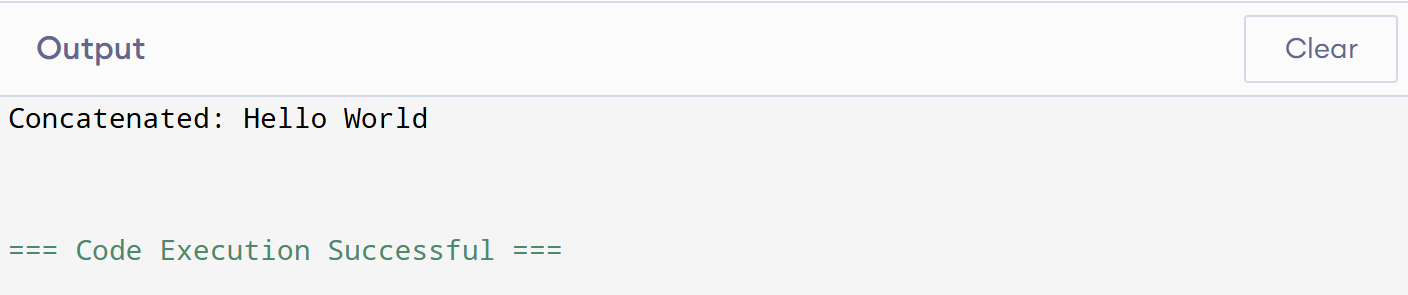 Output
Clear
Concatenated: Hello World
=== Code Execution Successful ===